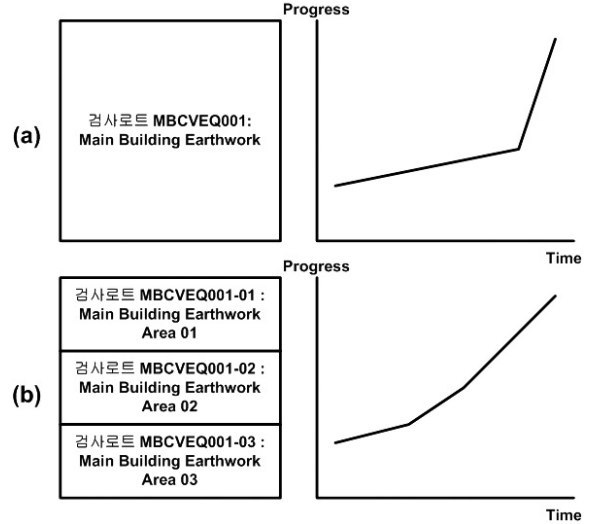 Progress
(a)
검사로트 MBCVEQ001:
Main Building Earthwork
Time
Progress
(b)
검사로트 MBCVEQ001-01 :
Main Building Earthwork
Area 01
검사로트 MBCVEQ001-02 :
Main Building Earthwork
Area 02
검사로트 MBCVEQ001-03 :
Main Building Earthwork
Area 03
Time